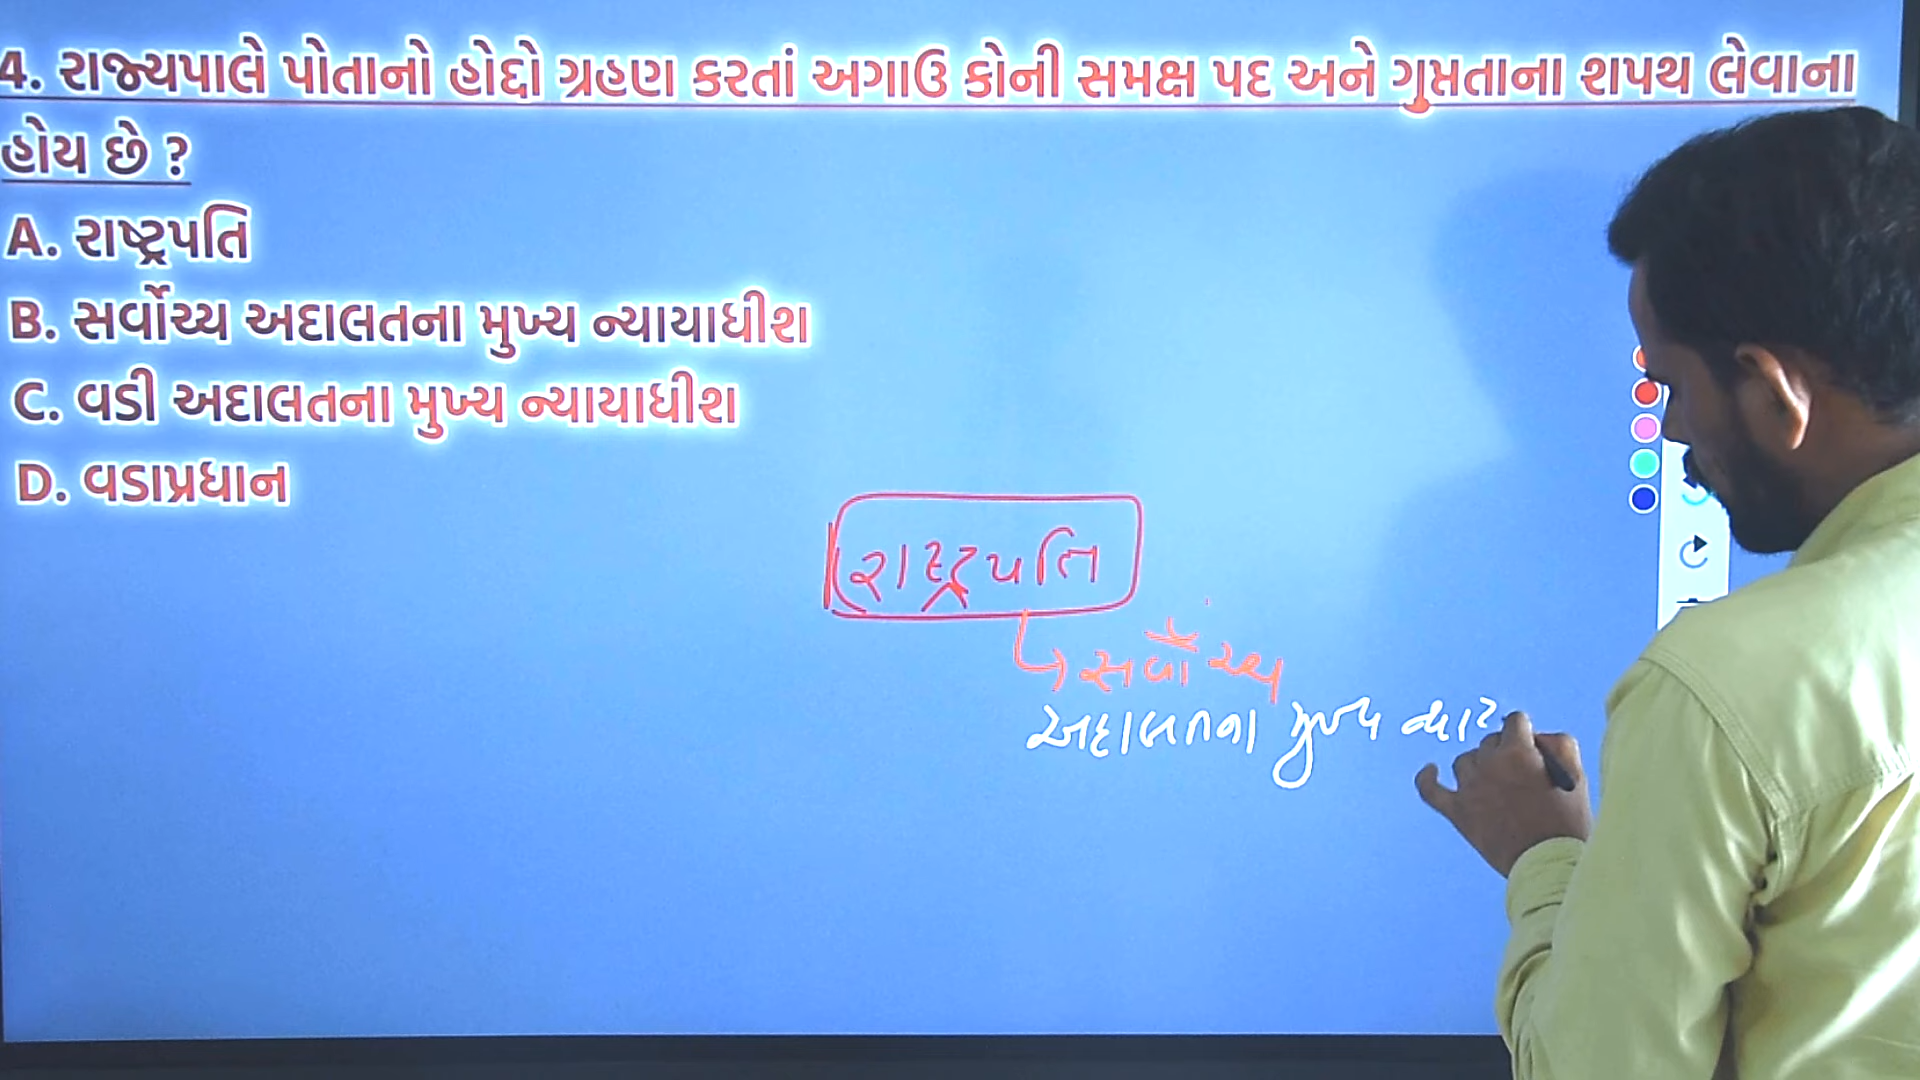 4. રાજ્યપાલે પોતાનો હોદ્દો ગ્રહણ કરતાં અગાઉ કોની સમક્ષ પદ અને ગુપ્તતાના શપથ લેવાના
હોય છે ?
A. રાષ્ટ્રપતિ
B. સર્વોચ્ચ અદાલતના મુખ્ય ન્યાયાધીશ
C. વડી અદાલતના મુખ્ય ન્યાયાધીશ
D. વડાપ્રધાન
રાષ્ટ્રપતિ
સર્વોચ્ચ
અદાલતના મુખ્ય